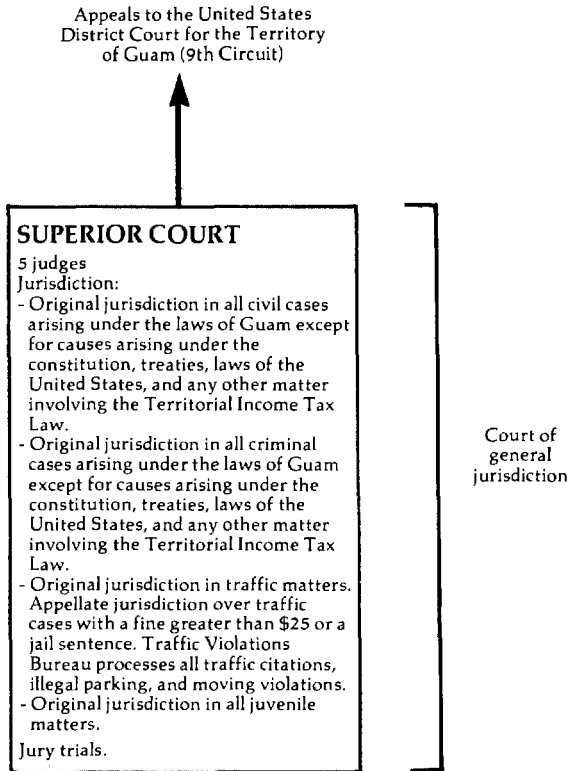 Appeals to the United States
District Court for the Territory
of Guam (9th Circuit)
SUPERIOR COURT
5 judges
Jurisdiction:
- Original jurisdiction in all civil cases
arising under the laws of Guam except
for causes arising under the
constitution, treaties, laws of the
United States, and any other matter
involving the Territorial Income Tax
Law.
- Original jurisdiction in all criminal
cases arising under the laws of Guam
except for causes arising under the
constitution, treaties, laws of the
United States, and any other matter
involving the Territorial Income Tax
Law.
- Original jurisdiction in traffic matters.
Appellate jurisdiction over traffic
cases with a fine greater than $25 or a
jail sentence. Traffic Violations
Bureau processes all traffic citations,
illegal parking, and moving violations.
- Original jurisdiction in all juvenile
matters.
Jury trials.
Court of
general
jurisdiction